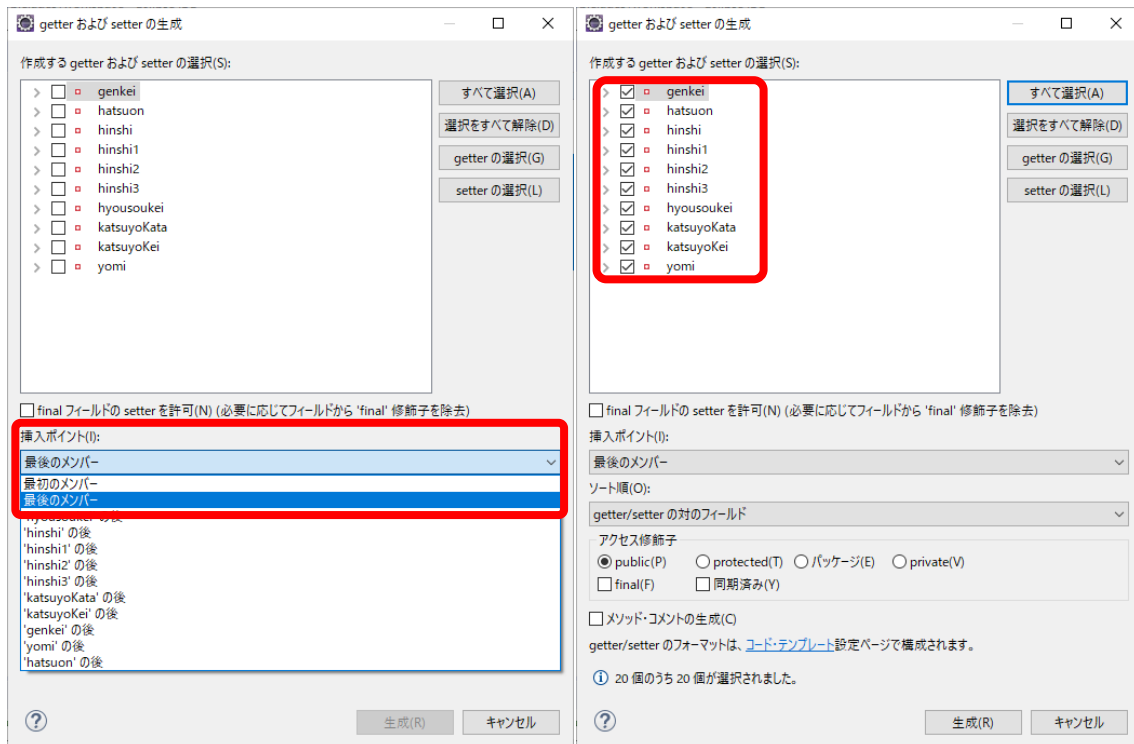 getter および setter の生成
作成する getter および setter の選択(S):
genkei
hatsuon
hinshi
hinshi1
hinshi2
hinshi3
hyousoukei
katsuyoKata
katsuyoKei
yomi
すべて選択(A)
選択をすべて解除(D)
getter の選択(G)
setter の選択(L)
final フィールドの setter を許可(N) (必要に応じてフィールドから 'final' 修飾子を除去)
挿入ポイント(I):
最後のメンバー
最初のメンバー
最後のメンバー
'hyousoukei' の後
'hinshi' の後
'hinshi1' の後
'hinshi2' の後
'hinshi3' の後
'katsuyoKata' の後
'katsuyoKei' の後
'genkei' の後
'yomi' の後
'hatsuon' の後
生成(R)
キャンセル
getter および setter の生成
作成する getter および setter の選択(S):
genkei
hatsuon
hinshi
hinshi1
hinshi2
hinshi3
hyousoukei
katsuyoKata
katsuyoKei
yomi
すべて選択(A)
選択をすべて解除(D)
getter の選択(G)
setter の選択(L)
final フィールドの setter を許可(N) (必要に応じてフィールドから 'final' 修飾子を除去)
挿入ポイント(I):
最後のメンバー
ソート順(O):
getter/setter の対のフィールド
アクセス修飾子
public(P) protected(T) パッケージ(E) private(V)
final(F) 同期済み(Y)
メソッド・コメントの生成(C)
getter/setter のフォーマットは、コード・テンプレート設定ページで構成されます。
20 個のうち 20 個が選択されました。
生成(R)
キャンセル